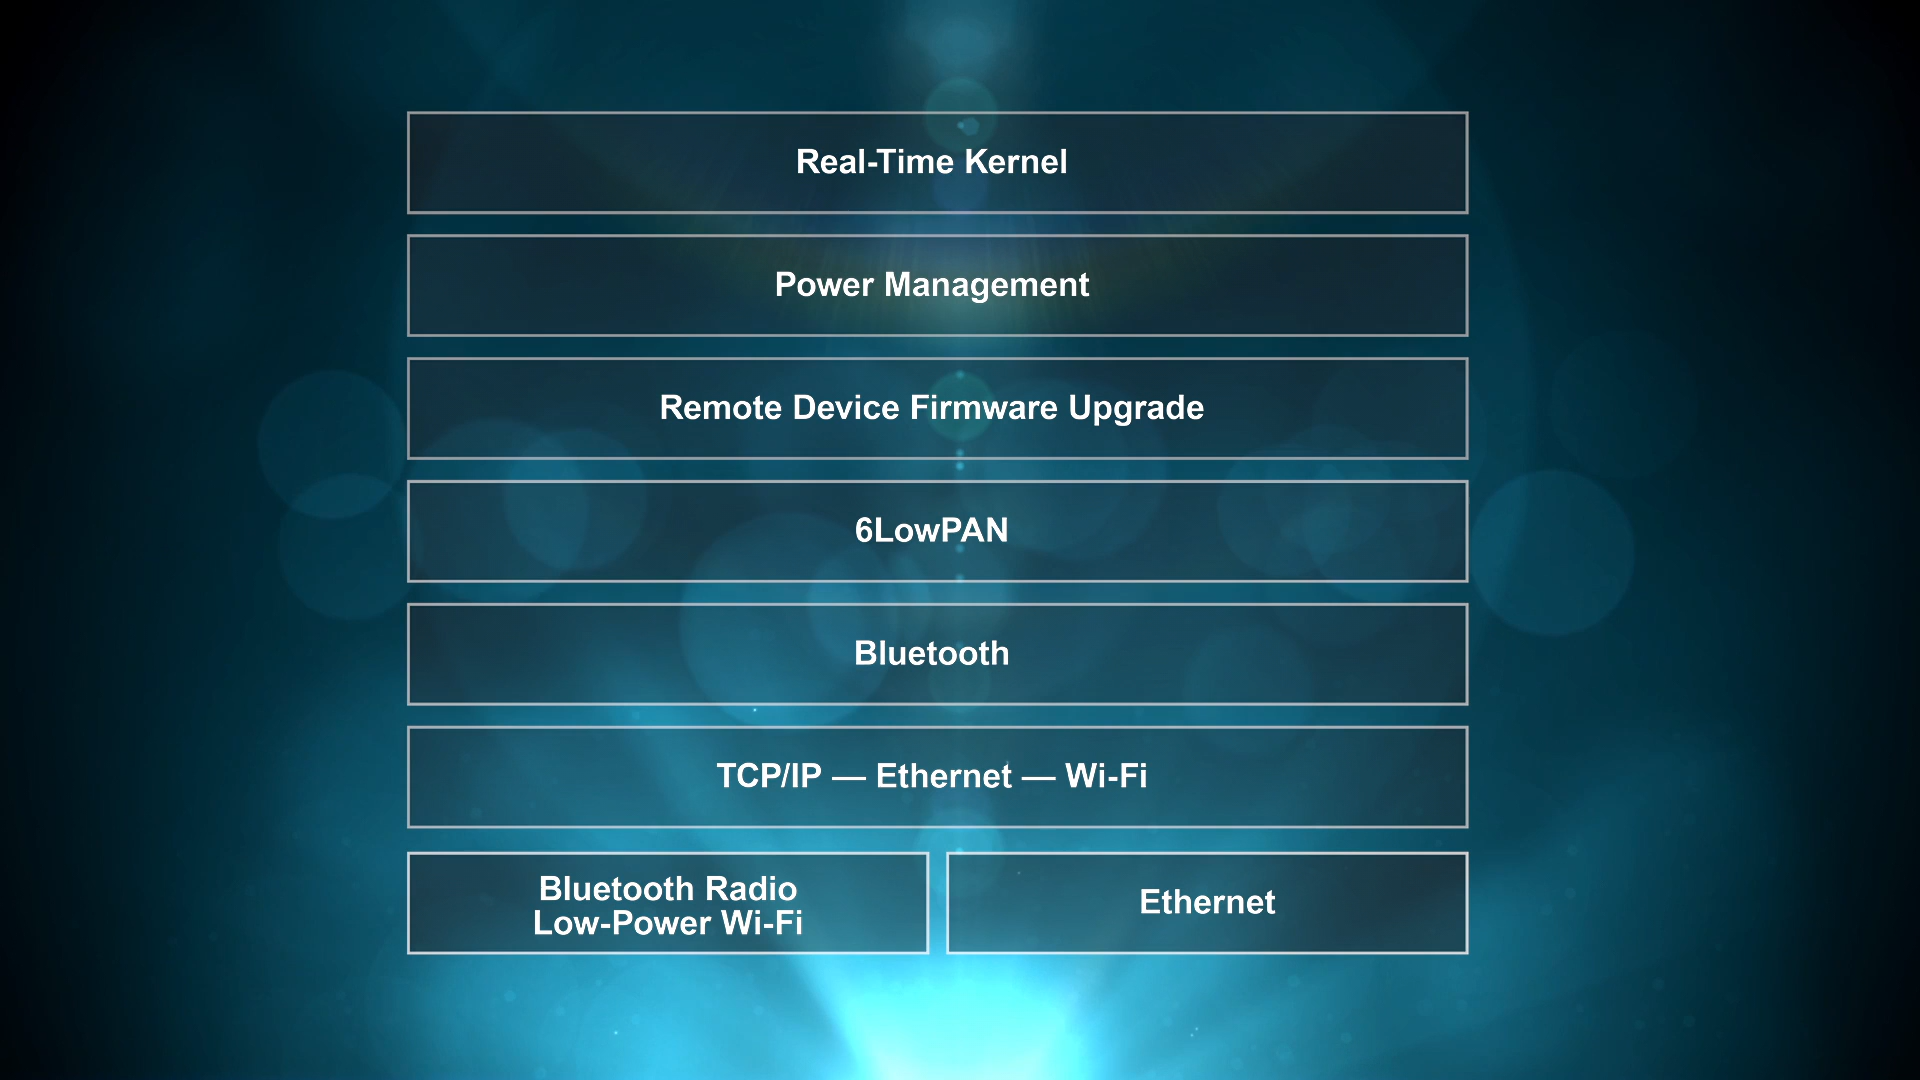 Real-Time Kernel
Power Management
Remote Device Firmware Upgrade
6LowPAN
Bluetooth
TCP/IP — Ethernet — Wi-Fi
Bluetooth Radio
Low-Power Wi-Fi
Ethernet